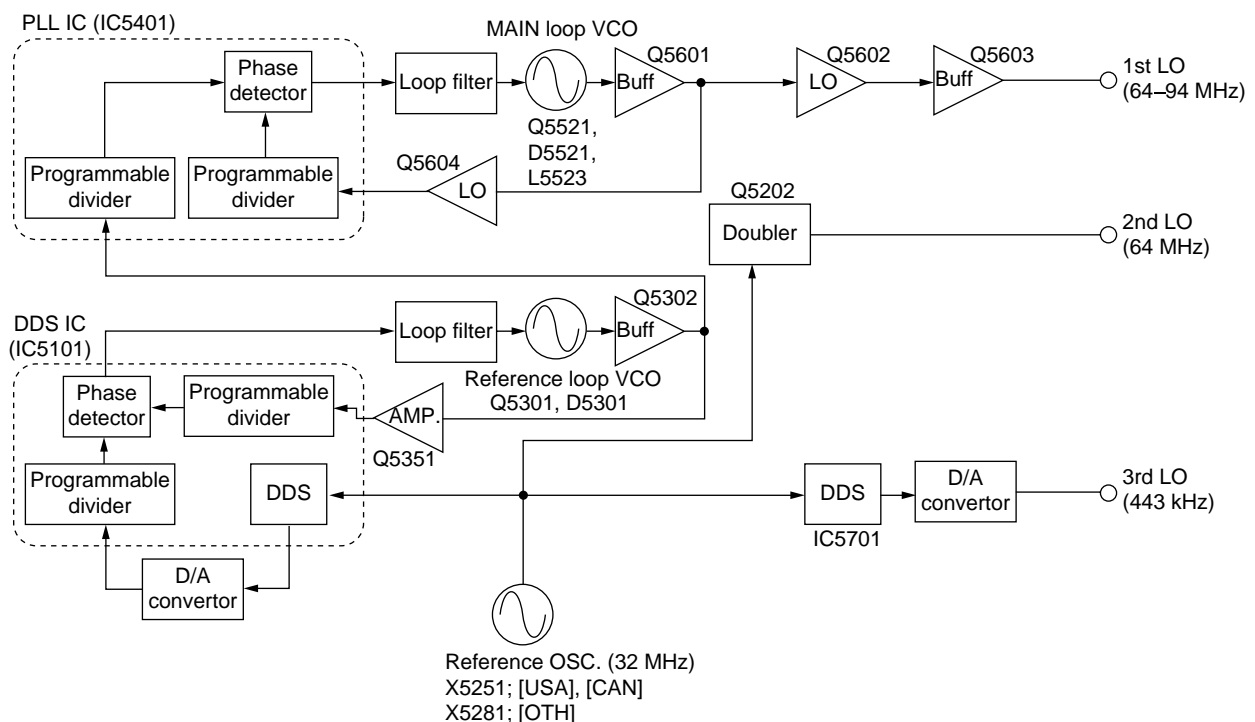 PLL IC (IC5401)
MAIN loop VCO
Phase
detector
Loop filter
Q5601
Buff
Q5602
LO
Q5603
Buff
1st LO
(64–94 MHz)
Q5521,
D5521,
L5523
Programmable
divider
Programmable
divider
Q5604
LO
Q5202
Doubler
2nd LO
(64 MHz)
DDS IC
(IC5101)
Loop filter
Q5302
Buff
Reference loop VCO
Q5301, D5301
Phase
detector
Programmable
divider
AMP.
Q5351
Programmable
divider
DDS
DDS
IC5701
D/A
convertor
3rd LO
(443 kHz)
D/A
convertor
Reference OSC. (32 MHz)
X5251; [USA], [CAN]
X5281; [OTH]